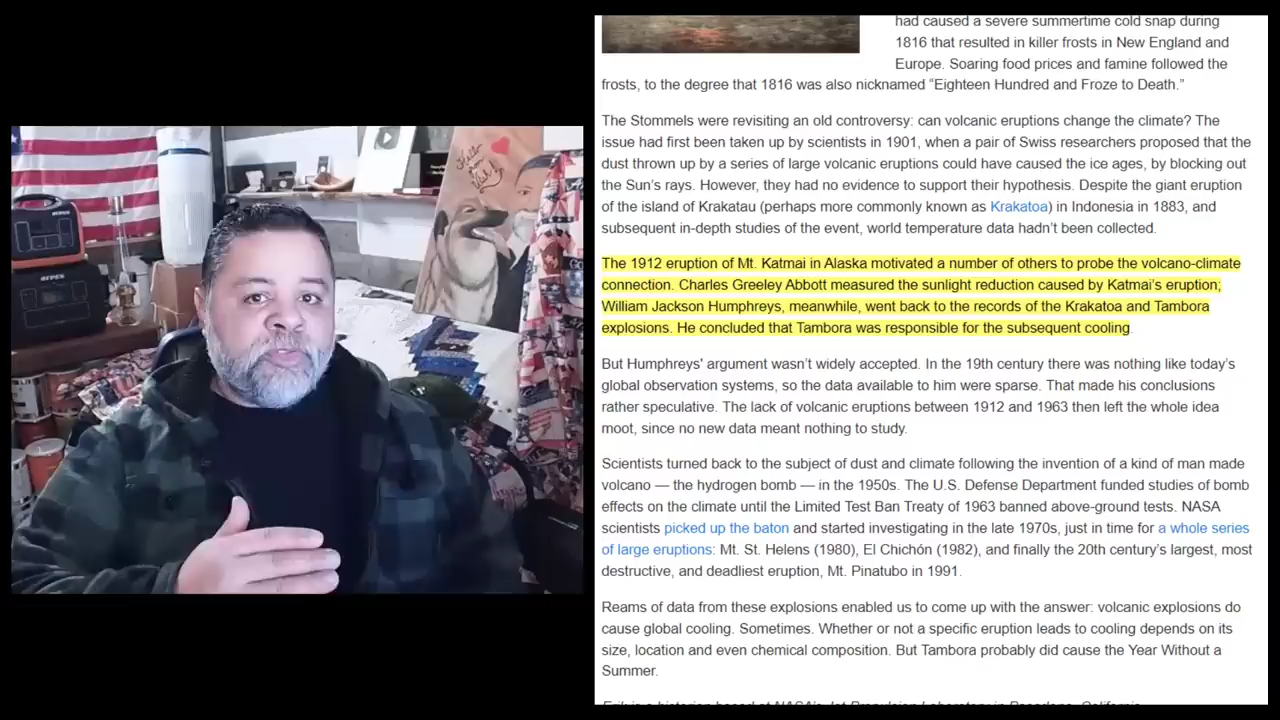 had caused a severe summertime cold snap during
1816 that resulted in killer frosts in New England and
Europe. Soaring food prices and famine followed the
frosts, to the degree that 1816 was also nicknamed “Eighteen Hundred and Froze to Death.”
The Stommels were revisiting an old controversy: can volcanic eruptions change the climate? The
issue had first been taken up by scientists in 1901, when a pair of Swiss researchers proposed that the
dust thrown up by a series of large volcanic eruptions could have caused the ice ages, by blocking out
the Sun’s rays. However, they had no evidence to support their hypothesis. Despite the giant eruption
of the island of Krakatau (perhaps more commonly known as Krakatoa) in Indonesia in 1883, and
subsequent in-depth studies of the event, world temperature data hadn’t been collected.
The 1912 eruption of Mt. Katmai in Alaska motivated a number of others to probe the volcano-climate
connection. Charles Greeley Abbott measured the sunlight reduction caused by Katmai’s eruption;
William Jackson Humphreys, meanwhile, went back to the records of the Krakatoa and Tambora
explosions. He concluded that Tambora was responsible for the subsequent cooling.
But Humphreys' argument wasn’t widely accepted. In the 19th century there was nothing like today’s
global observation systems, so the data available to him were sparse. That made his conclusions
rather speculative. The lack of volcanic eruptions between 1912 and 1963 then left the whole idea
moot, since no new data meant nothing to study.
Scientists turned back to the subject of dust and climate following the invention of a kind of man made
volcano — the hydrogen bomb — in the 1950s. The U.S. Defense Department funded studies of bomb
effects on the climate until the Limited Test Ban Treaty of 1963 banned above-ground tests. NASA
scientists picked up the baton and started investigating in the late 1970s, just in time for a whole series
of large eruptions: Mt. St. Helens (1980), El Chichón (1982), and finally the 20th century’s largest, most
destructive, and deadliest eruption, Mt. Pinatubo in 1991.
Reams of data from these explosions enabled us to come up with the answer: volcanic explosions do
cause global cooling. Sometimes. Whether or not a specific eruption leads to cooling depends on its
size, location and even chemical composition. But Tambora probably did cause the Year Without a
Summer.
Erik is a historian based at NASA's Jet Propulsion Laboratory in Pasadena, California.